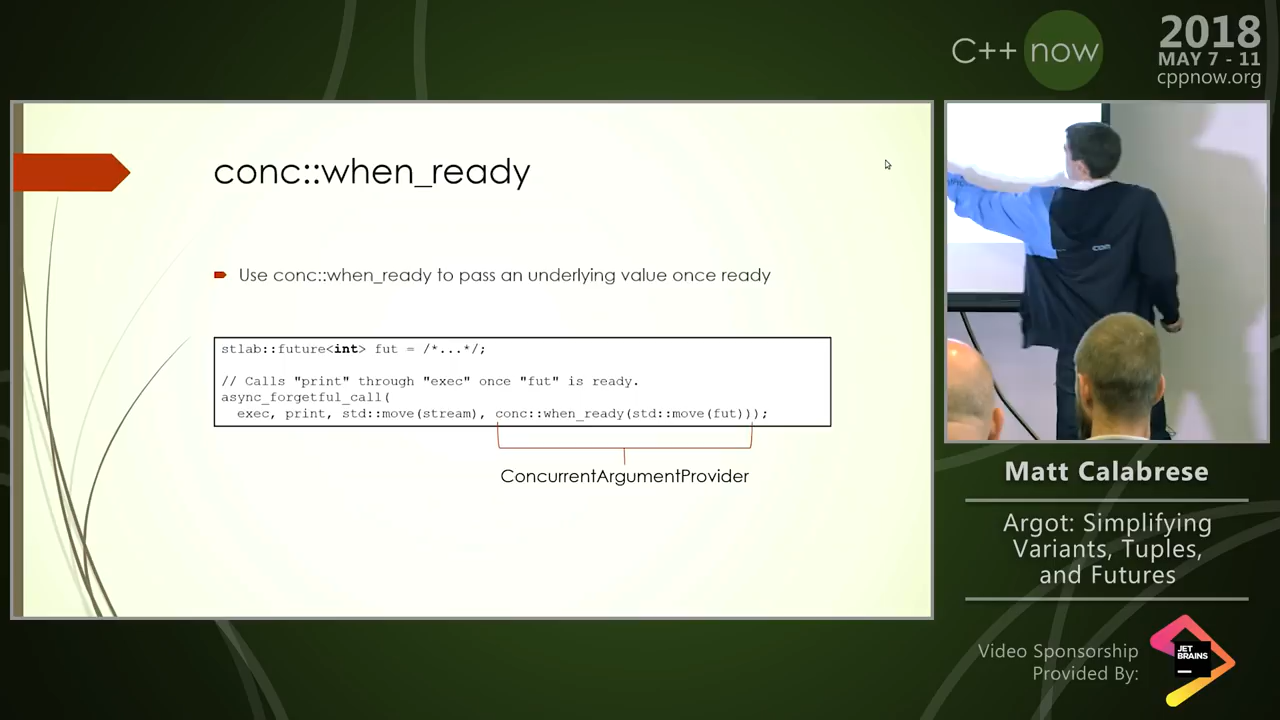 C++ now
2018
MAY 7 - 11
cppnow.org
conc::when_ready
Use conc::when_ready to pass an underlying value once ready
stlab::future<int> fut = /*...*/;
// Calls "print" through "exec" once "fut" is ready.
async_forgetful_call(
exec, print, std::move(stream), conc::when_ready(std::move(fut)));
ConcurrentArgumentProvider
Matt Calabrese
Argot: Simplifying
Variants, Tuples,
and Futures
Video Sponsorship
Provided By:
JET
BRAINS